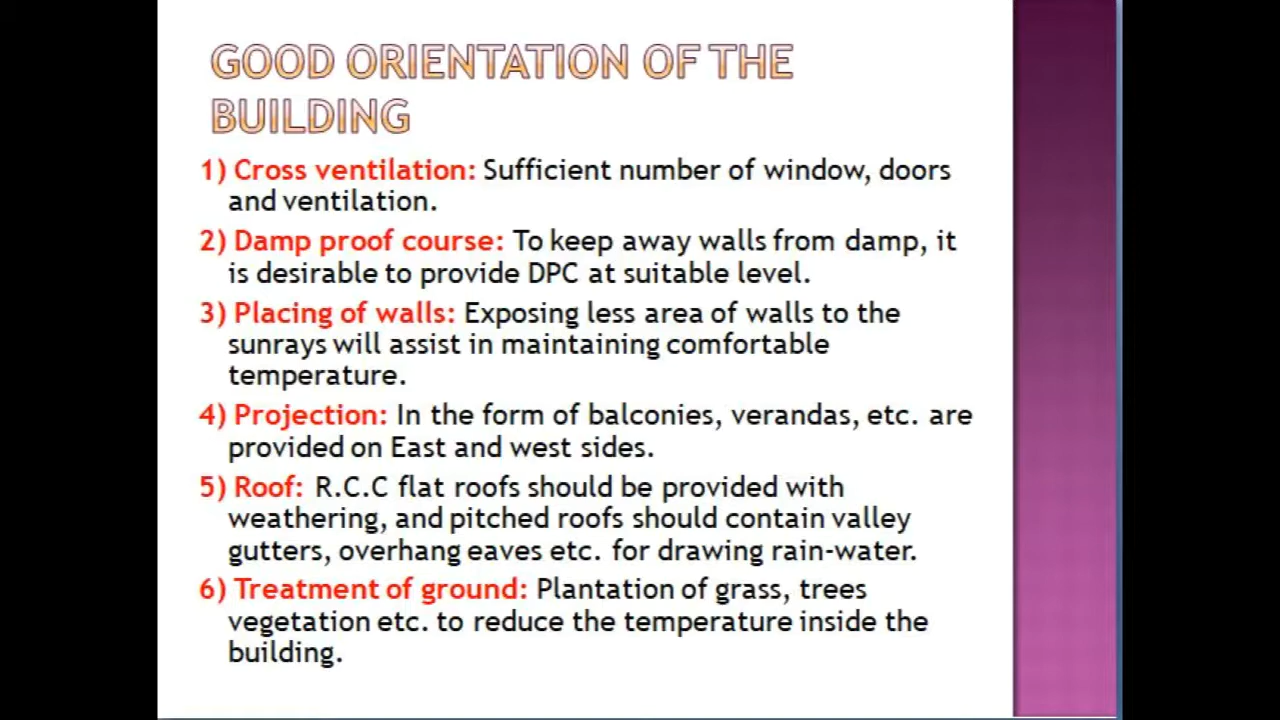 GOOD ORIENTATION OF THE
BUILDING
1) Cross ventilation: Sufficient number of window, doors
and ventilation.
2) Damp proof course: To keep away walls from damp, it
is desirable to provide DPC at suitable level.
3) Placing of walls: Exposing less area of walls to the
sunrays will assist in maintaining comfortable
temperature.
4) Projection: In the form of balconies, verandas, etc. are
provided on East and west sides.
5) Roof: R.C.C flat roofs should be provided with
weathering, and pitched roofs should contain valley
gutters, overhang eaves etc. for drawing rain-water.
6) Treatment of ground: Plantation of grass, trees
vegetation etc. to reduce the temperature inside the
building.